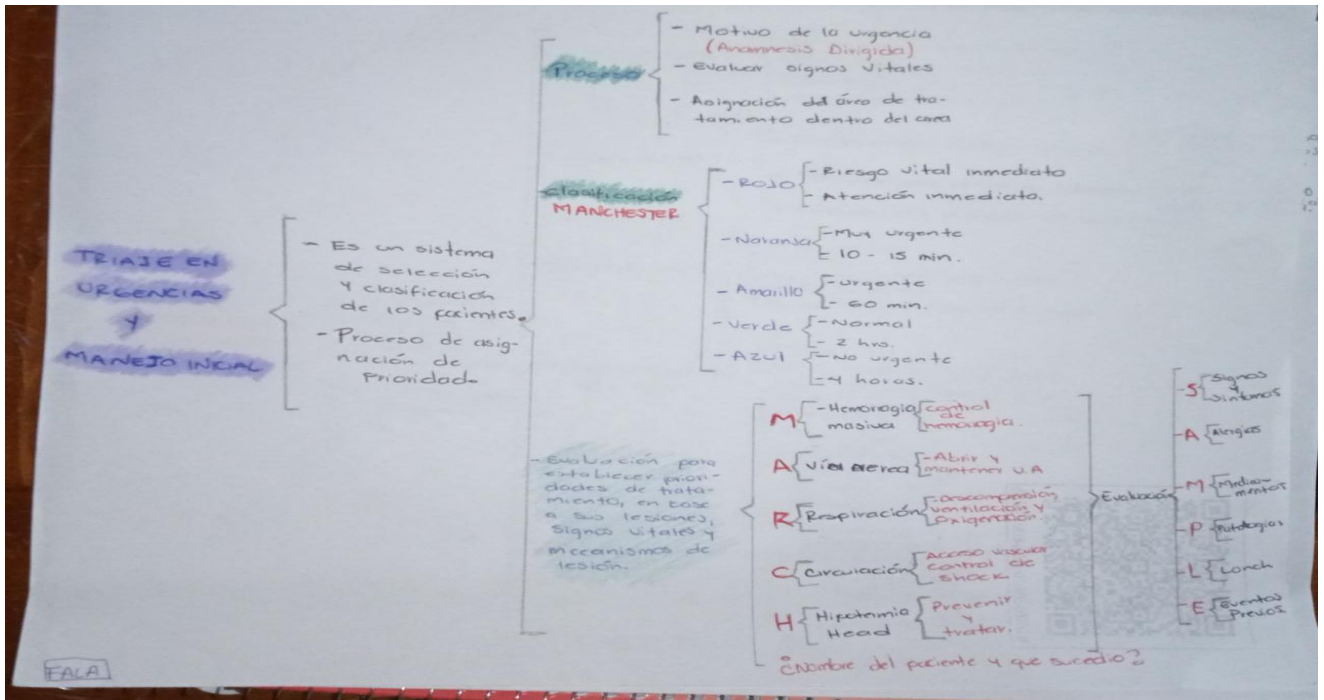 TRIAJE EN
URGENCIAS
Y
MANEJO INICIAL
- Es un sistema
de selección
y clasificación
de los pacientes.
- Proceso de asig-
nación de
Prioridad
Proceso
- Motivo de la urgencia
(Anamnesis Dirigida)
- Evaluar signos vitales
- Asignación del área de tra-
tamiento dentro del area
Clasificación
MANCHESTER
- ROJO
- Riesgo vital inmediato
- Atención inmediata.
- Naranja
- Muy urgente
- 10 - 15 min.
- Amarillo
- urgente
- 60 min.
- Verde
- Normal
- 2 hrs.
- Azul
- No urgente
- 4 horas.
- Evaluación para
establecer priori-
dades de trata-
miento, en base
a sus lesiones,
signos vitales y
mecanismos de
lesión.
M
- Hemorragia
masiva
control
de
hemorragia.
A
vía aerea
- Abrir y
mantener V.A
R
Respiración
- Descompresión,
ventilación y
oxigenación.
C
circulación
Acceso vascular
control de
shock
H
Hipotermia
Head
Prevenir
y
tratar.
¿Nombre del paciente y que sucedio?
Evaluación
- S
Signos
y
Síntomas
- A
Alergias
- M
Medica-
mentos
- P
Patologías
- L
Lonch
- E
Eventos
Previos
EALA